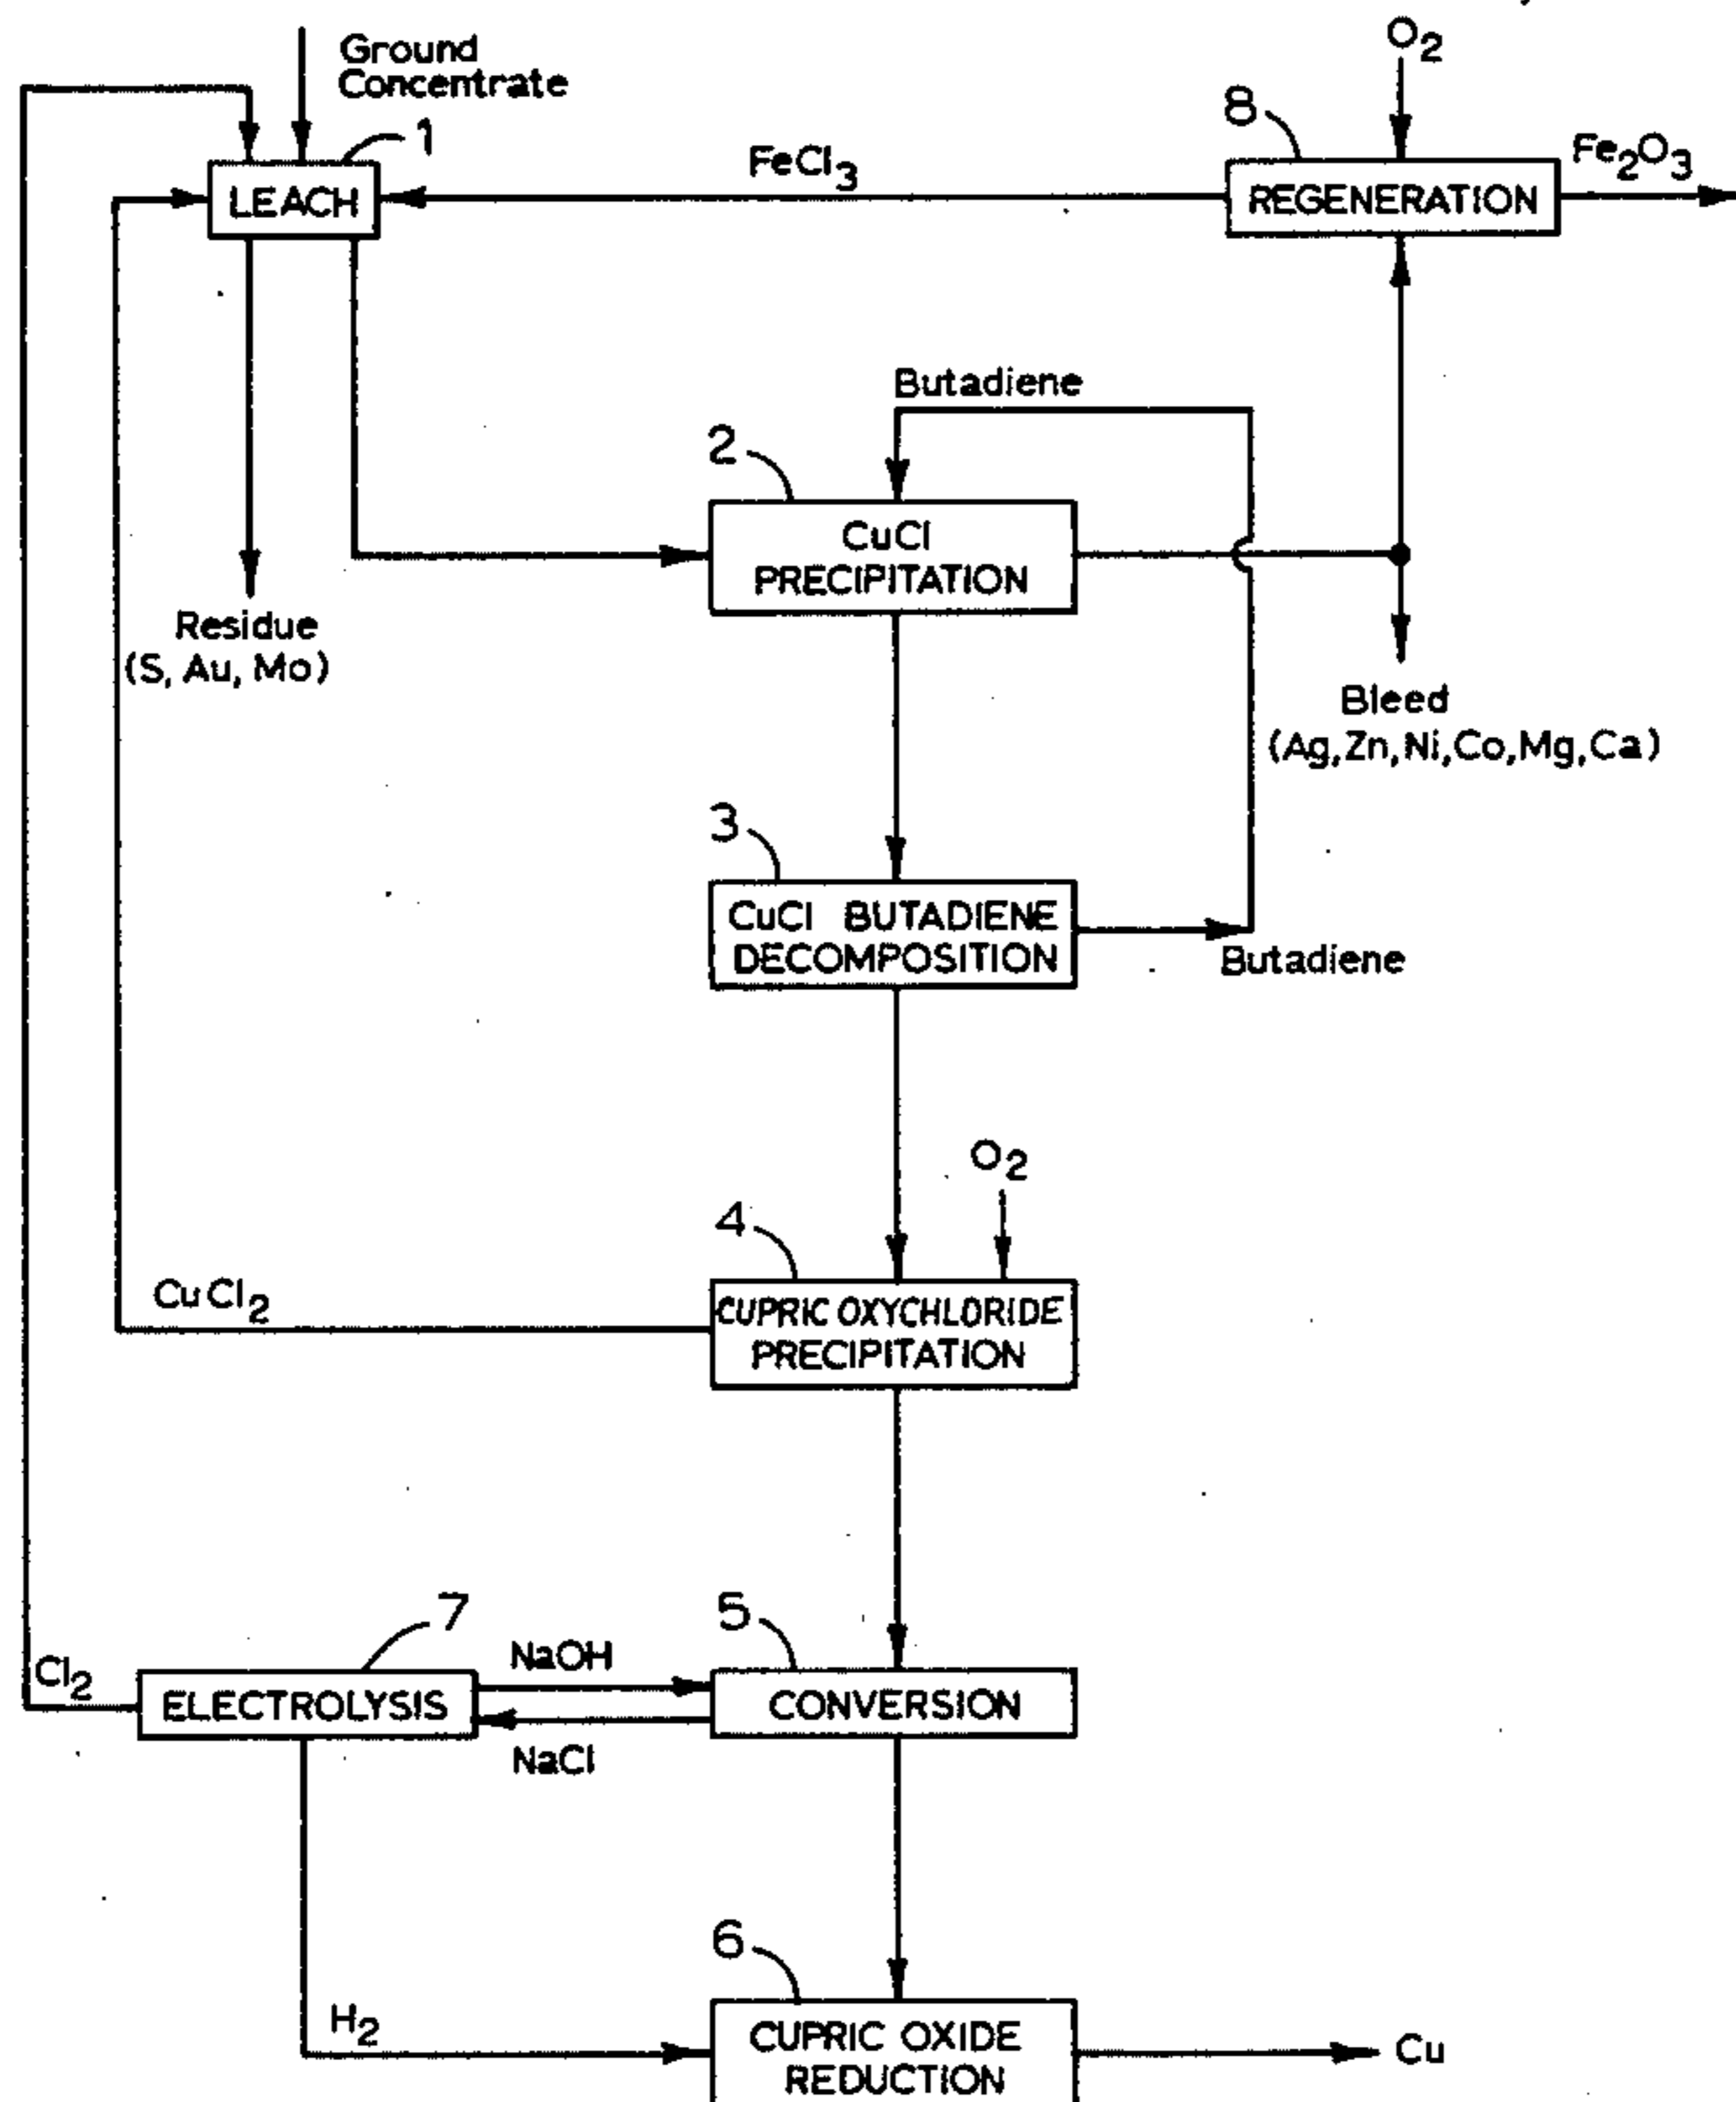 O2
Ground
Concentrate
1
8
FeCl3
Fe2O3
LEACH
REGENERATION
Butadiene
2
CuCl
PRECIPITATION
Residue
(S, Au, Mo)
Bleed
(Ag,Zn,Ni,Co,Mg,Ca)
3
CuCl BUTADIENE
DECOMPOSITION
Butadiene
O2
4
CuCl2
CUPRIC OXYCHLORIDE
PRECIPITATION
7
5
NaOH
Cl2
ELECTROLYSIS
CONVERSION
NaCl
6
H2
CUPRIC OXIDE
REDUCTION
Cu